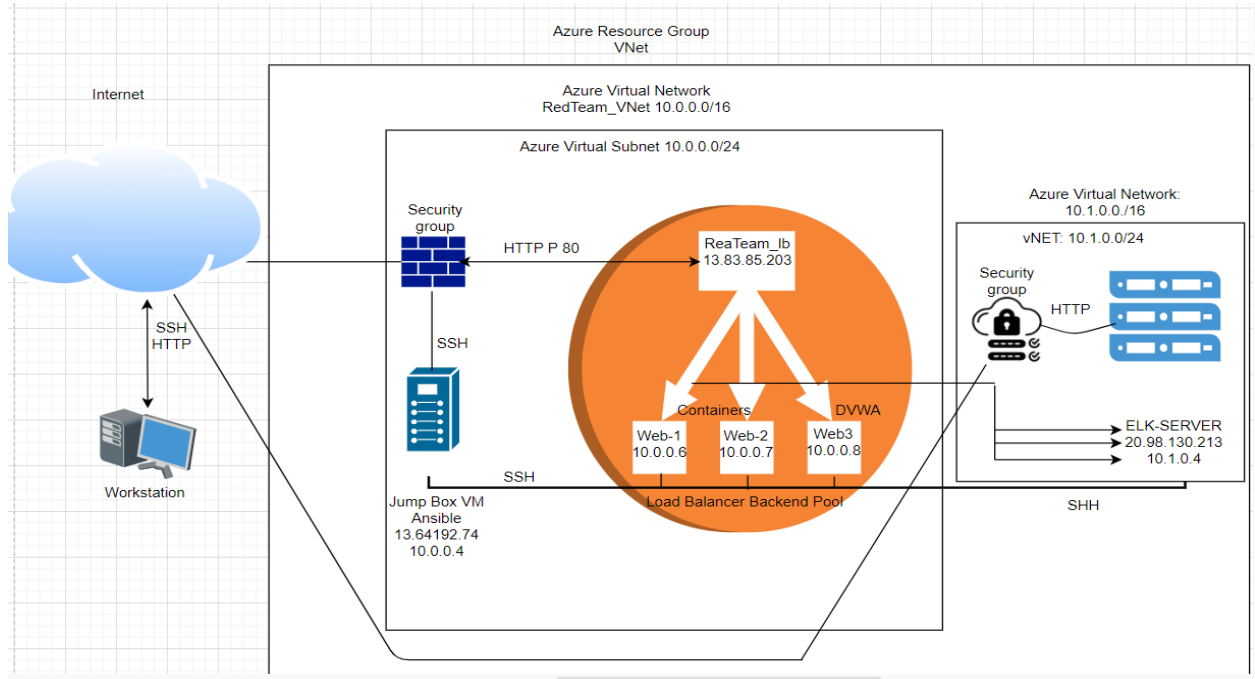 Azure Resource Group
VNet
Internet
Azure Virtual Network
RedTeam_VNet 10.0.0.0/16
Azure Virtual Subnet 10.0.0.0/24
Azure Virtual Network:
10.1.0.0./16
vNET: 10.1.0.0/24
Security
group
HTTP P 80
ReaTeam_lb
13.83.85.203
Security
group
HTTP
SSH
HTTP
SSH
Containers
DVWA
Web-1
10.0.0.6
Web-2
10.0.0.7
Web3
10.0.0.8
ELK-SERVER
20.98.130.213
10.1.0.4
Workstation
SSH
Jump Box VM
Ansible
13.64192.74
10.0.0.4
Load Balancer Backend Pool
SHH